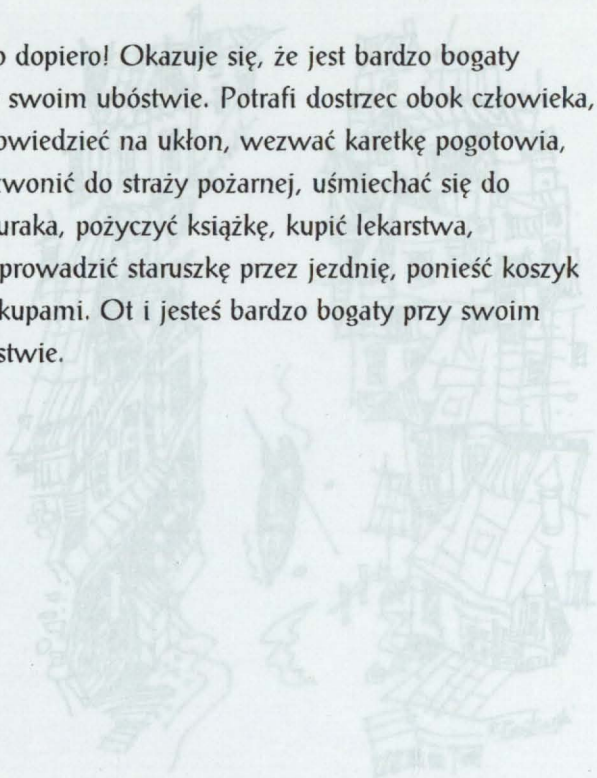 dopiero! Okazuje się, że jest bardzo bogaty
swoim ubóstwie. Potrafi dostrzec obok człowieka,
owiedzieć na ukłon, wezwać karetkę pogotowia,
wonić do straży pożarnej, uśmiechać się do
uraka, pożyczyć książkę, kupić lekarstwa,
prowadzić staruszkę przez jezdnię, ponieść koszyk
kupami. Ot i jesteś bardzo bogaty przy swoim
stwie.